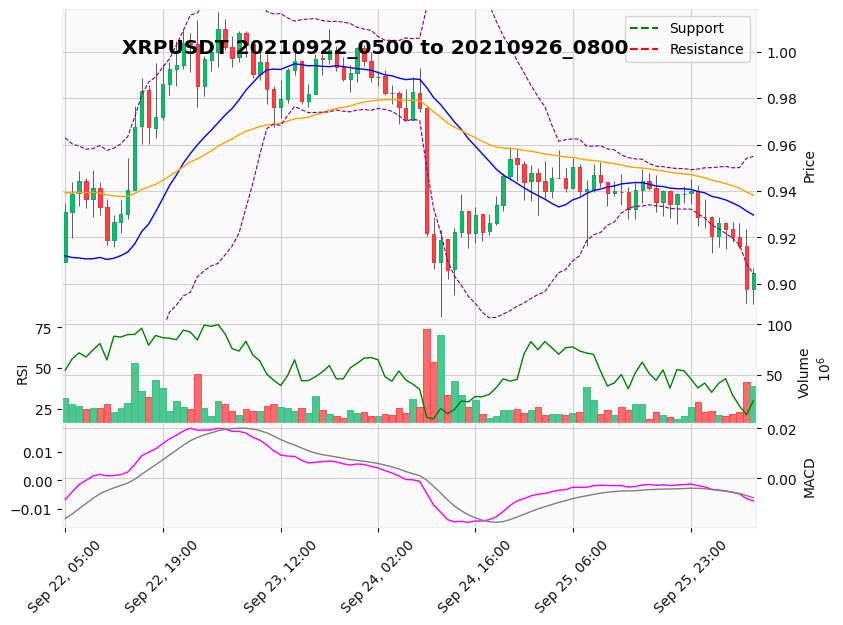 XRPUSDT 20210922_0500 to 20210926_0800
Support
Resistance
1.00
0.98
0.96
0.94
0.92
0.90
Price
75
50
25
RSI
100
50
Volume
10^6
0.01
0.00
−0.01
0.02
0.00
MACD
Sep 22, 05:00
Sep 22, 19:00
Sep 23, 12:00
Sep 24, 02:00
Sep 24, 16:00
Sep 25, 06:00
Sep 25, 23:00